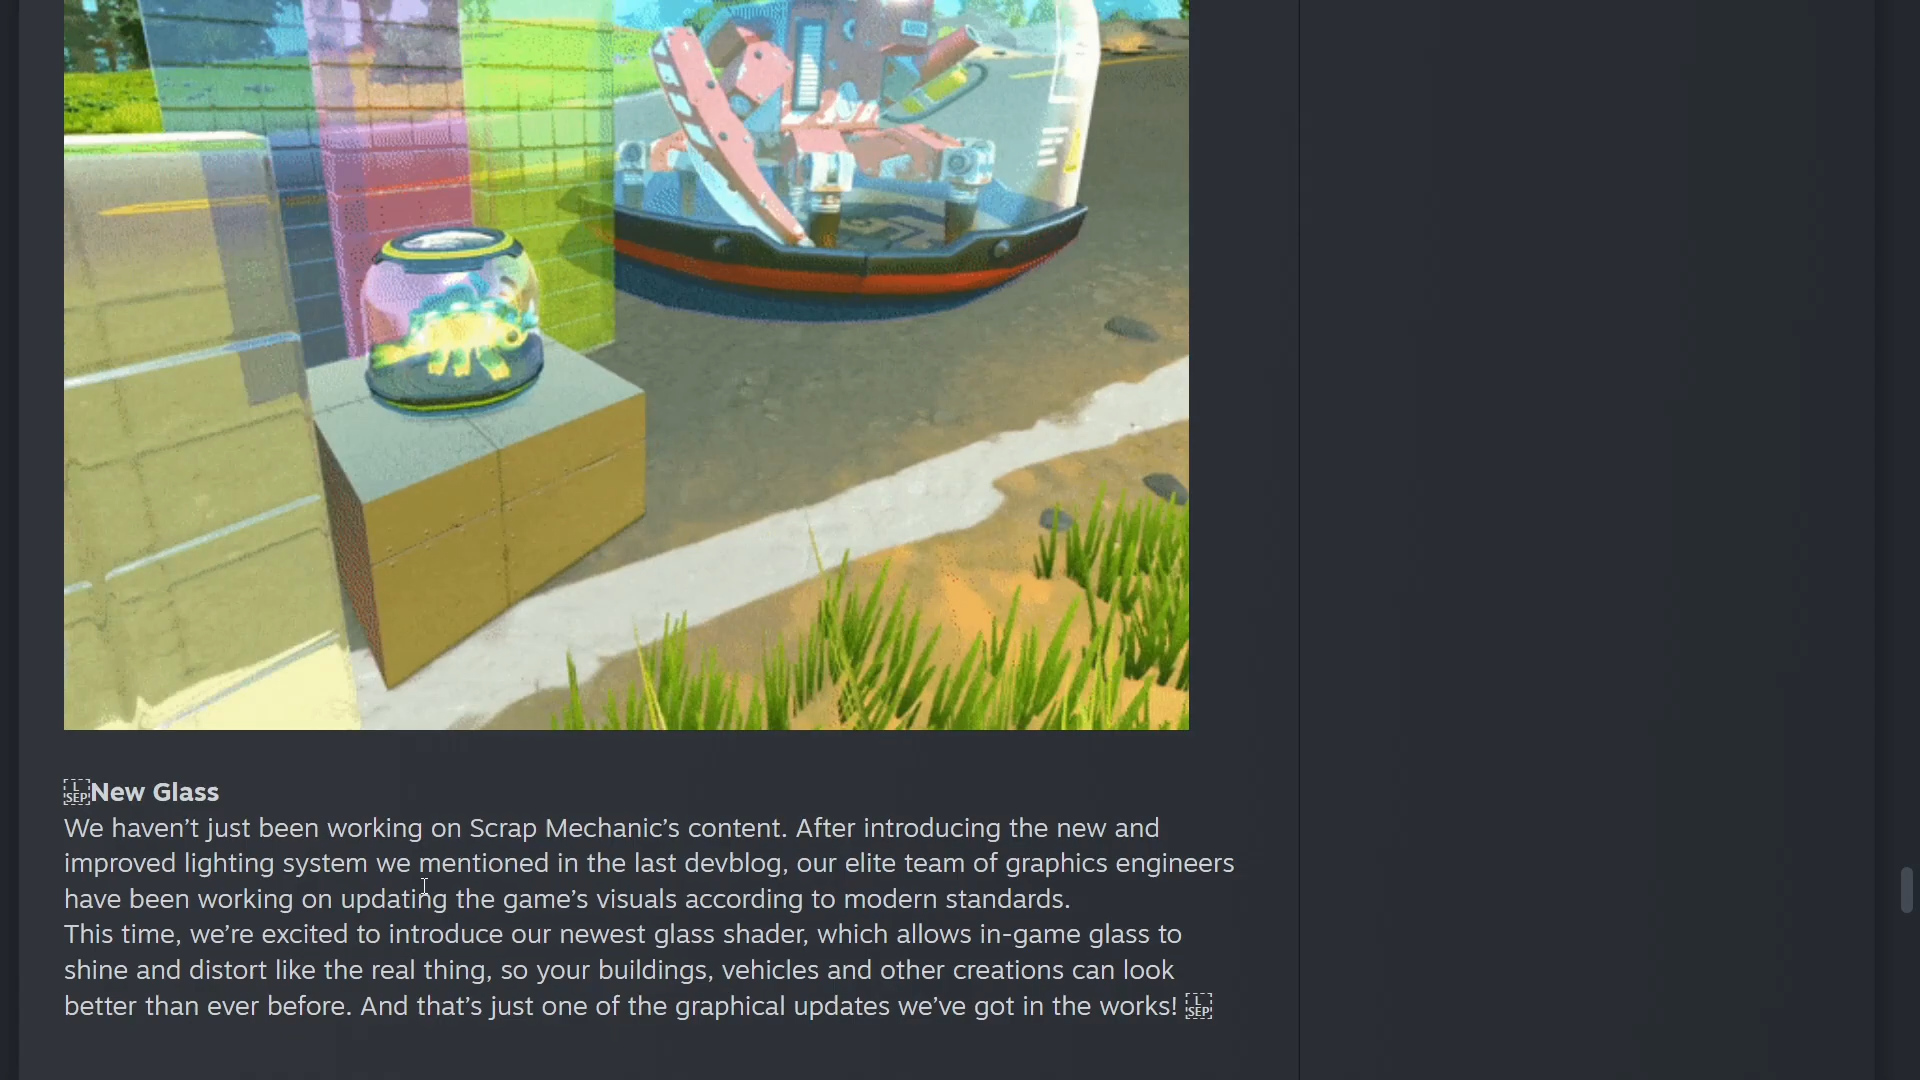 New Glass
We haven’t just been working on Scrap Mechanic’s content. After introducing the new and
improved lighting system we mentioned in the last devblog, our elite team of graphics engineers
have been working on updating the game’s visuals according to modern standards.
This time, we’re excited to introduce our newest glass shader, which allows in-game glass to
shine and distort like the real thing, so your buildings, vehicles and other creations can look
better than ever before. And that’s just one of the graphical updates we’ve got in the works!